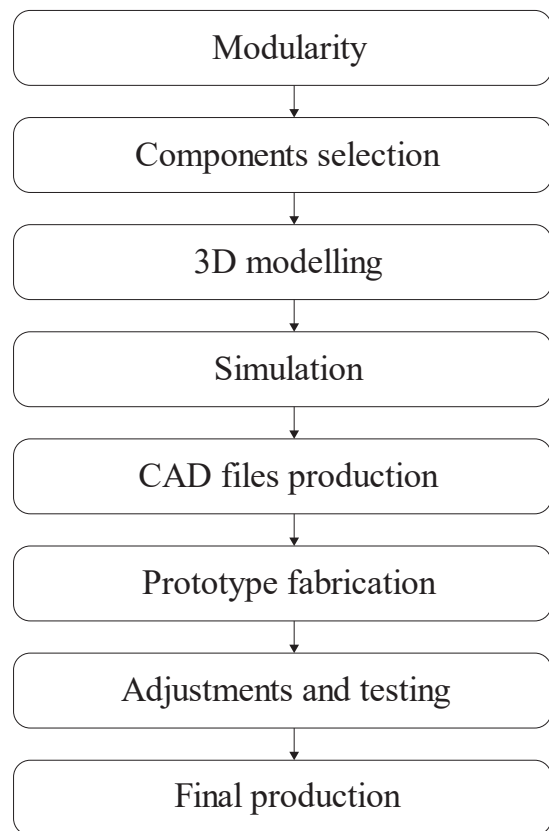 Modularity
Components selection
3D modelling
Simulation
CAD files production
Prototype fabrication
Adjustments and testing
Final production